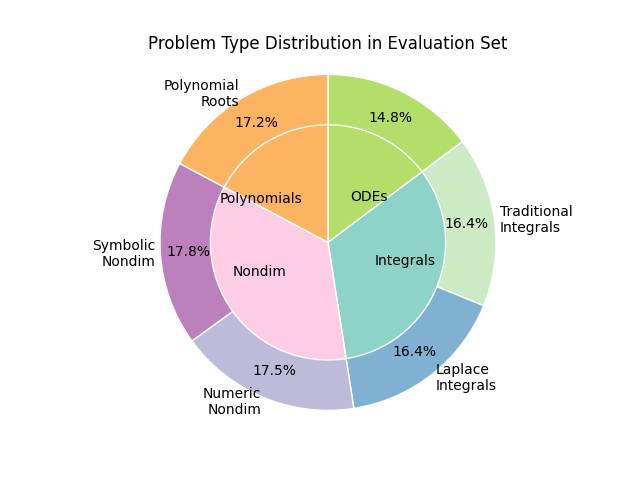 Problem Type Distribution in Evaluation Set
Polynomial
Roots
17.2%
14.8%
Polynomials
ODEs
16.4%
Traditional
Integrals
Symbolic
Nondim
17.8%
Nondim
Integrals
17.5%
16.4%
Numeric
Nondim
Laplace
Integrals